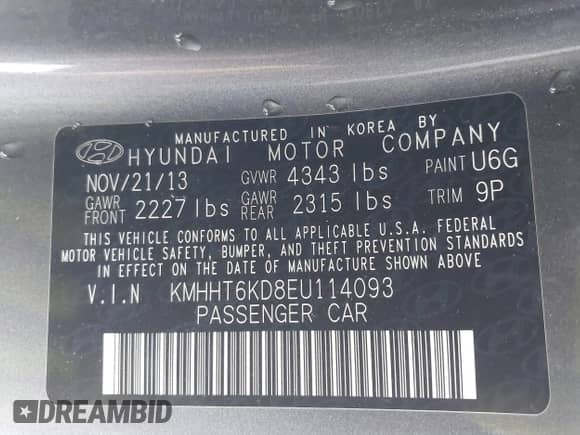 MANUFACTURED IN KOREA BY
HYUNDAI MOTOR COMPANY
NOV/21/13 GVWR 4343 lbs PAINT U6G
GAWR FRONT 2227 lbs GAWR REAR 2315 lbs TRIM 9P
THIS VEHICLE CONFORMS TO ALL APPLICABLE U.S.A. FEDERAL
MOTOR VEHICLE SAFETY, BUMPER, AND THEFT PREVENTION STANDARDS
IN EFFECT ON THE DATE OF MANUFACTURE SHOWN ABOVE
V.I.N KMHHT6KD8EU114093
PASSENGER CAR
DREAMBID